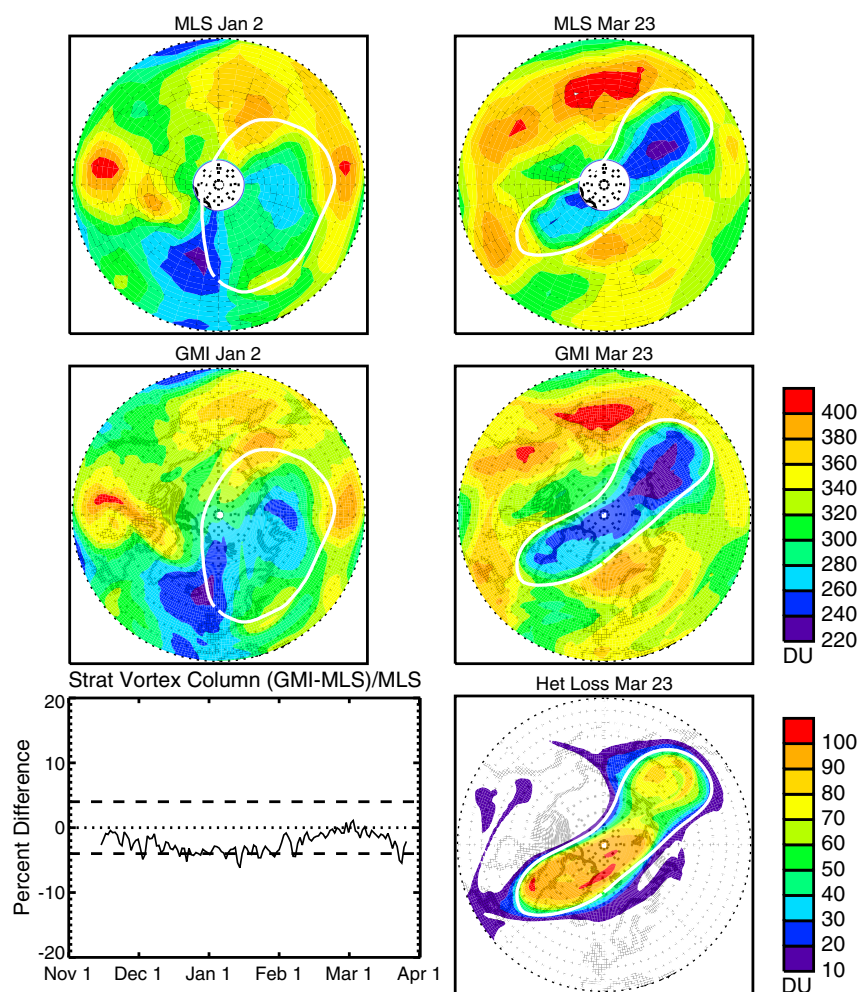 MLS Jan 2
MLS Mar 23
GMI Jan 2
GMI Mar 23
400
380
360
340
320
300
280
260
240
220
DU
Strat Vortex Column (GMI-MLS)/MLS
20
10
0
-10
-20
Percent Difference
Nov 1 Dec 1 Jan 1 Feb 1 Mar 1 Apr 1
Het Loss Mar 23
100
90
80
70
60
50
40
30
20
10
DU